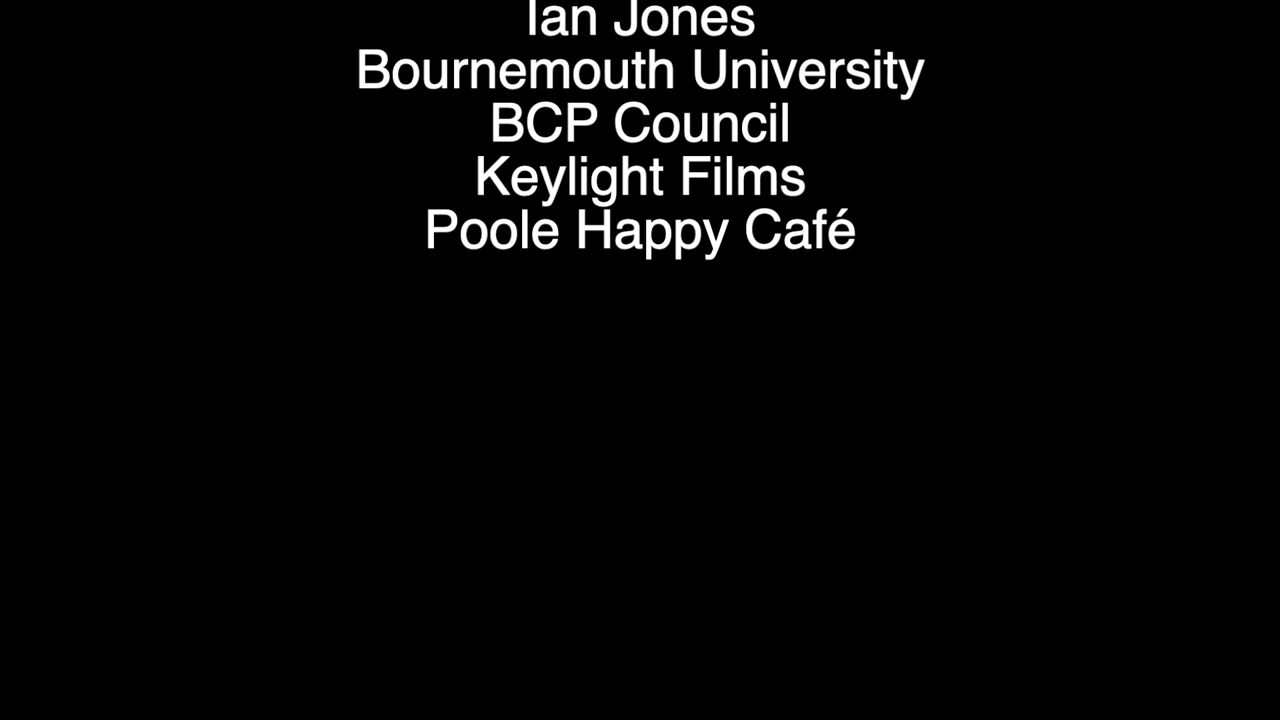 Ian Jones
Bournemouth University
BCP Council
Keylight Films
Poole Happy Café